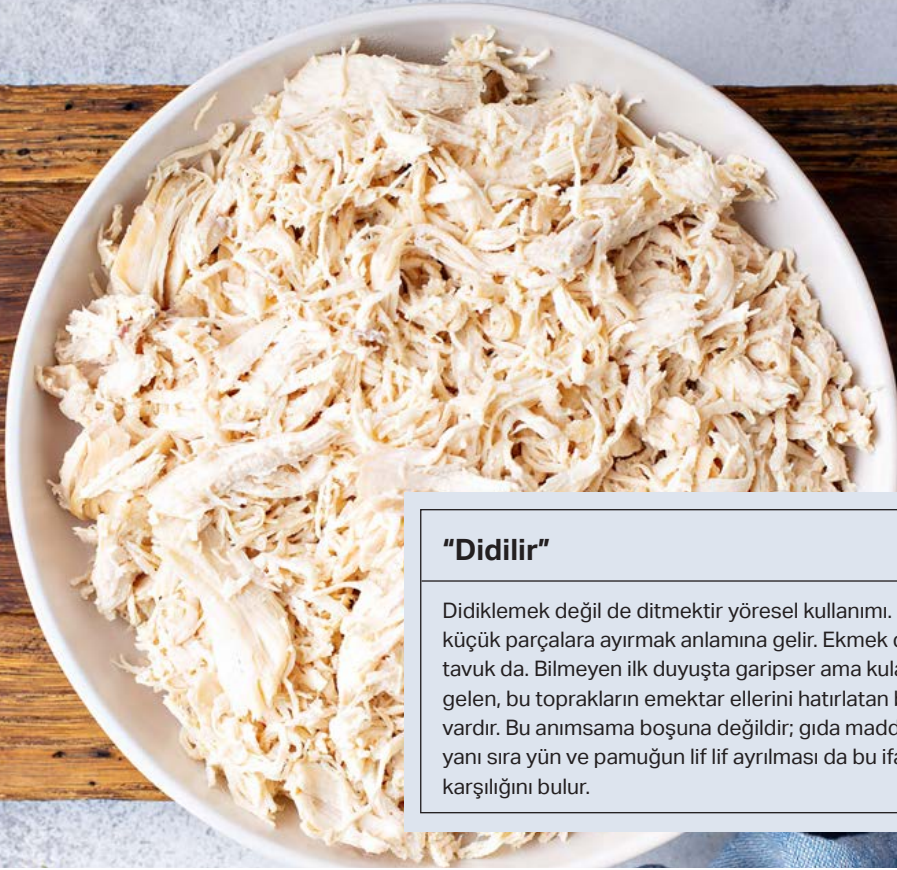 “Didilir”
Didiklemek değil de ditmektir yöresel kullanımı.
küçük parçalara ayırmak anlamına gelir. Ekmek
tavuk da. Bilmeyen ilk duyuşta garipser ama
gelen, bu toprakların emektar ellerini hatırlatan
vardır. Bu anımsama boşuna değildir; gıda
yanı sıra yün ve pamuğun lif lif ayrılması da bu
karşılığını bulur.